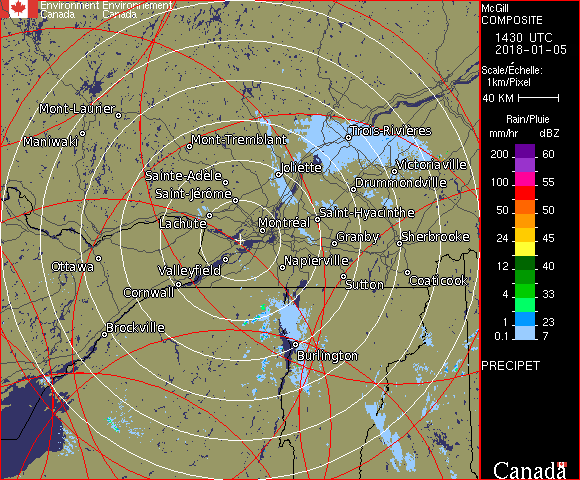 Environment Environnement
Canada Canada
McGill
COMPOSITE
1430 UTC
2018-01-05
Scale/Échelle:
1km/Pixel
40 KM
Rain/Pluie
mm/hr dBZ
200 60
100 55
50 50
24 45
12 40
4 33
1 23
0.1 7
PRECIPET
Mont-Laurier
Maniwaki
Mont-Tremblant
Trois-Rivières
Joliette
Victoriaville
Sainte-Adèle
Drummondville
Saint-Jérôme
Saint-Hyacinthe
Lachute
Montréal
Granby
Sherbrooke
Ottawa
Valleyfield
Napierville
Sutton
Coaticook
Cornwall
Brockville
Burlington
Canada